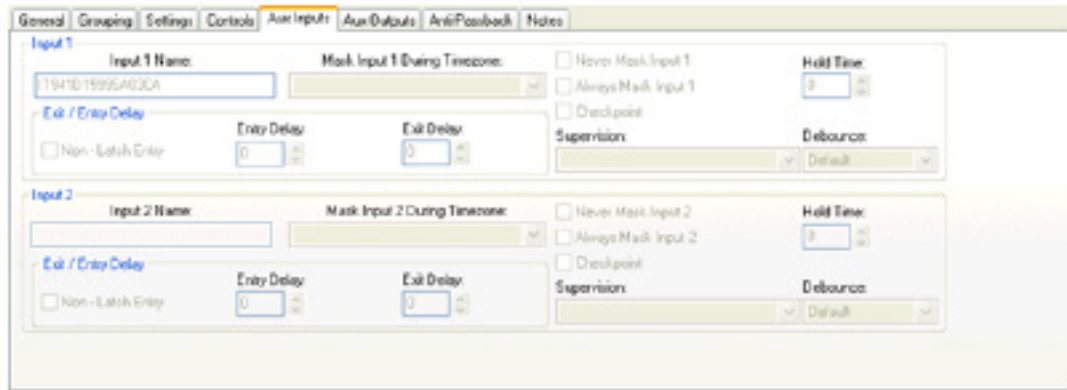 General Grouping Settings Controls Aux Inputs Aux Outputs Anti-Passback Notes
Input 1
Input 1 Name: Mask Input 1 During Timezone: Never Mask Input 1 Hold Time:
0
Always Mask Input 1
Checkpoint
Exit / Entry Delay
Entry Delay: Exit Delay: Supervision: Debounce:
Non - Latch Entry 0 0 Default
Input 2
Input 2 Name: Mask Input 2 During Timezone: Never Mask Input 2 Hold Time:
Always Mask Input 2 0
Checkpoint
Exit / Entry Delay
Entry Delay: Exit Delay: Supervision: Debounce:
Non - Latch Entry 0 0 Default